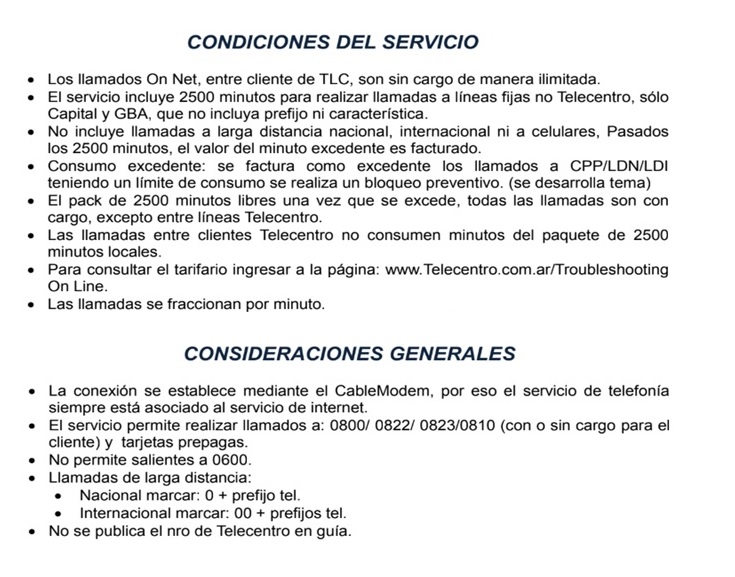 CONDICIONES DEL SERVICIO
• Los llamados On Net, entre cliente de TLC, son sin cargo de manera ilimitada.
• El servicio incluye 2500 minutos para realizar llamadas a líneas fijas no Telecentro, sólo
Capital y GBA, que no incluya prefijo ni característica.
• No incluye llamadas a larga distancia nacional, internacional ni a celulares, Pasados
los 2500 minutos, el valor del minuto excedente es facturado.
• Consumo excedente: se factura como excedente los llamados a CPP/LDN/LDI
teniendo un límite de consumo se realiza un bloqueo preventivo. (se desarrolla tema)
• El pack de 2500 minutos libres una vez que se excede, todas las llamadas son con
cargo, excepto entre líneas Telecentro.
• Las llamadas entre clientes Telecentro no consumen minutos del paquete de 2500
minutos locales.
• Para consultar el tarifario ingresar a la página: www.Telecentro.com.ar/Troubleshooting
On Line.
• Las llamadas se fraccionan por minuto.
CONSIDERACIONES GENERALES
• La conexión se establece mediante el CableModem, por eso el servicio de telefonía
siempre está asociado al servicio de internet.
• El servicio permite realizar llamados a: 0800/ 0822/ 0823/0810 (con o sin cargo para el
cliente) y tarjetas prepagas.
• No permite salientes a 0600.
• Llamadas de larga distancia:
• Nacional marcar: 0 + prefijo tel.
• Internacional marcar: 00 + prefijos tel.
• No se publica el nro de Telecentro en guía.